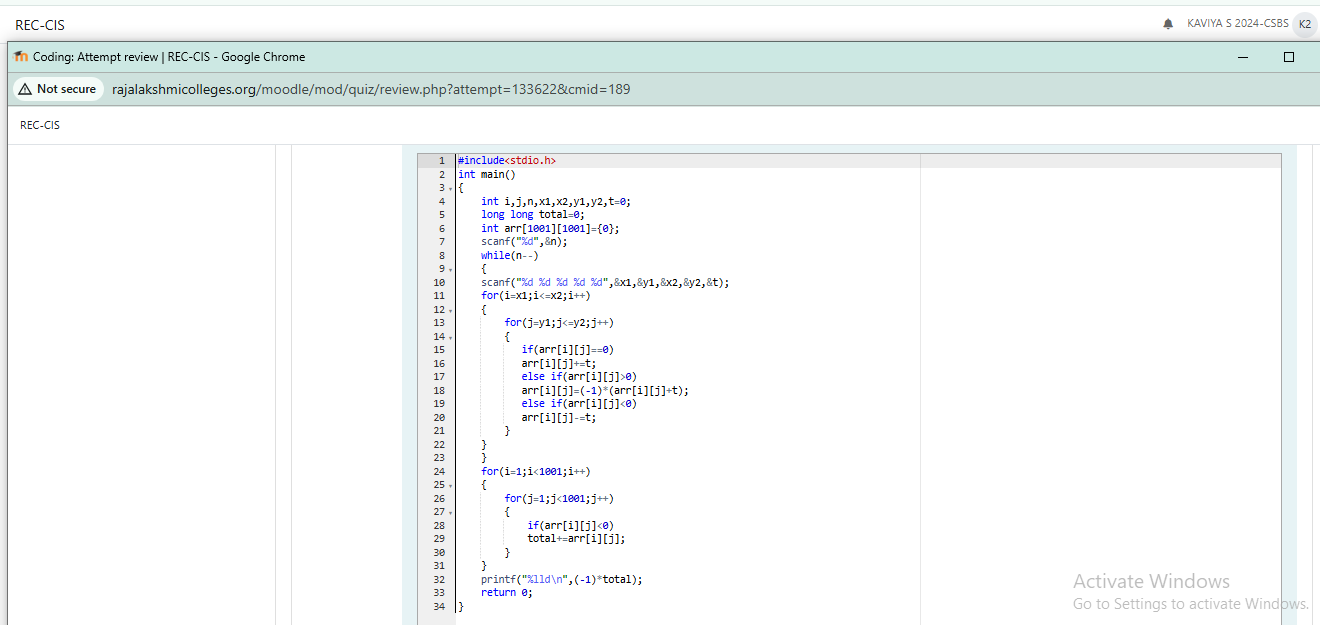 REC-CIS
KAVIYA S 2024-CSBS K2
Coding: Attempt review | REC-CIS - Google Chrome
Not secure rajalakshmicolleges.org/moodle/mod/quiz/review.php?attempt=133622&cmid=189
REC-CIS
1 #include<stdio.h>
2 int main()
3 {
4 int i,j,n,x1,x2,y1,y2,t=0;
5 long long total=0;
6 int arr[1001][1001]={0};
7 scanf("%d",&n);
8 while(n--)
9 {
10 scanf("%d %d %d %d %d",&x1,&y1,&x2,&y2,&t);
11 for(i=x1;i<=x2;i++)
12 {
13 for(j=y1;j<=y2;j++)
14 {
15 if(arr[i][j]==0)
16 arr[i][j]+=t;
17 else if(arr[i][j]>0)
18 arr[i][j]=(-1)*(arr[i][j]+t);
19 else if(arr[i][j]<0)
20 arr[i][j]-=t;
21 }
22 }
23 }
24 for(i=1;i<1001;i++)
25 {
26 for(j=1;j<1001;j++)
27 {
28 if(arr[i][j]<0)
29 total+=arr[i][j];
30 }
31 }
32 printf("%lld\n",(-1)*total);
33 return 0;
34 }
Activate Windows
Go to Settings to activate Windows.